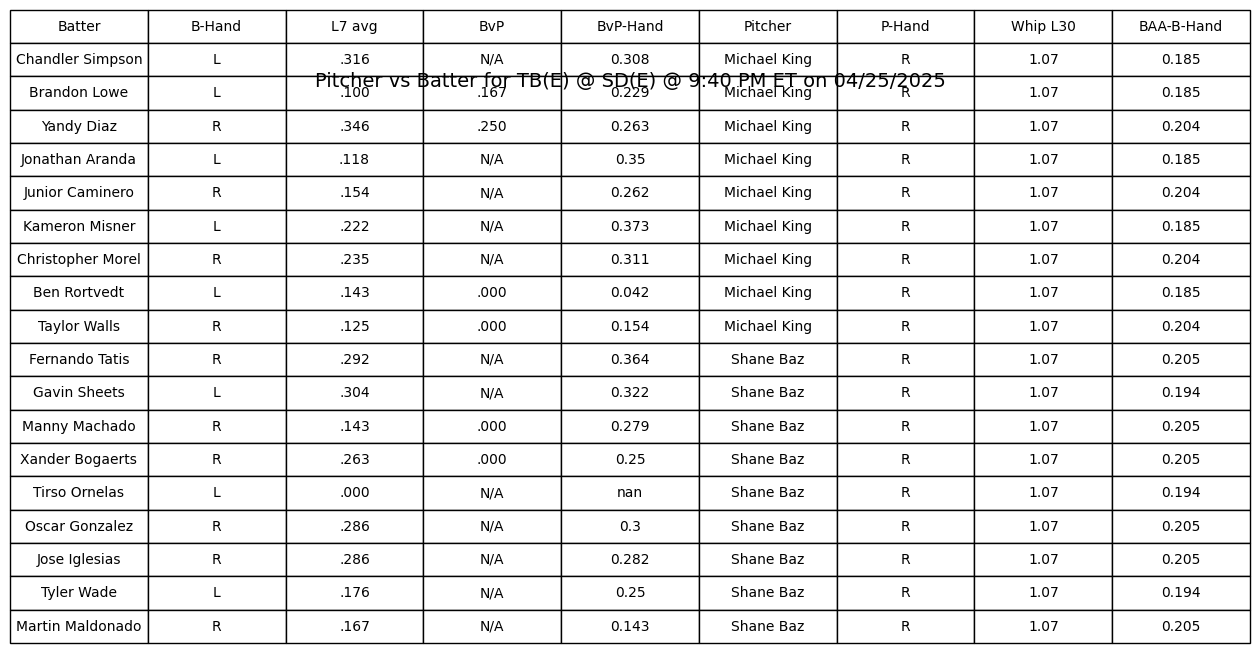 Batter B-Hand L7 avg BvP BvP-Hand Pitcher P-Hand Whip L30 BAA-B-Hand
Chandler Simpson L .316 N/A 0.308 Michael King R 1.07 0.185
Pitcher vs Batter for TB(E) @ SD(E) @ 9:40 PM ET on 04/25/2025
Brandon Lowe L .100 .167 0.229 Michael King R 1.07 0.185
Yandy Diaz R .346 .250 0.263 Michael King R 1.07 0.204
Jonathan Aranda L .118 N/A 0.35 Michael King R 1.07 0.185
Junior Caminero R .154 N/A 0.262 Michael King R 1.07 0.204
Kameron Misner L .222 N/A 0.373 Michael King R 1.07 0.185
Christopher Morel R .235 N/A 0.311 Michael King R 1.07 0.204
Ben Rortvedt L .143 .000 0.042 Michael King R 1.07 0.185
Taylor Walls R .125 .000 0.154 Michael King R 1.07 0.204
Fernando Tatis R .292 N/A 0.364 Shane Baz R 1.07 0.205
Gavin Sheets L .304 N/A 0.322 Shane Baz R 1.07 0.194
Manny Machado R .143 .000 0.279 Shane Baz R 1.07 0.205
Xander Bogaerts R .263 .000 0.25 Shane Baz R 1.07 0.205
Tirso Ornelas L .000 N/A nan Shane Baz R 1.07 0.194
Oscar Gonzalez R .286 N/A 0.3 Shane Baz R 1.07 0.205
Jose Iglesias R .286 N/A 0.282 Shane Baz R 1.07 0.205
Tyler Wade L .176 N/A 0.25 Shane Baz R 1.07 0.194
Martin Maldonado R .167 N/A 0.143 Shane Baz R 1.07 0.205